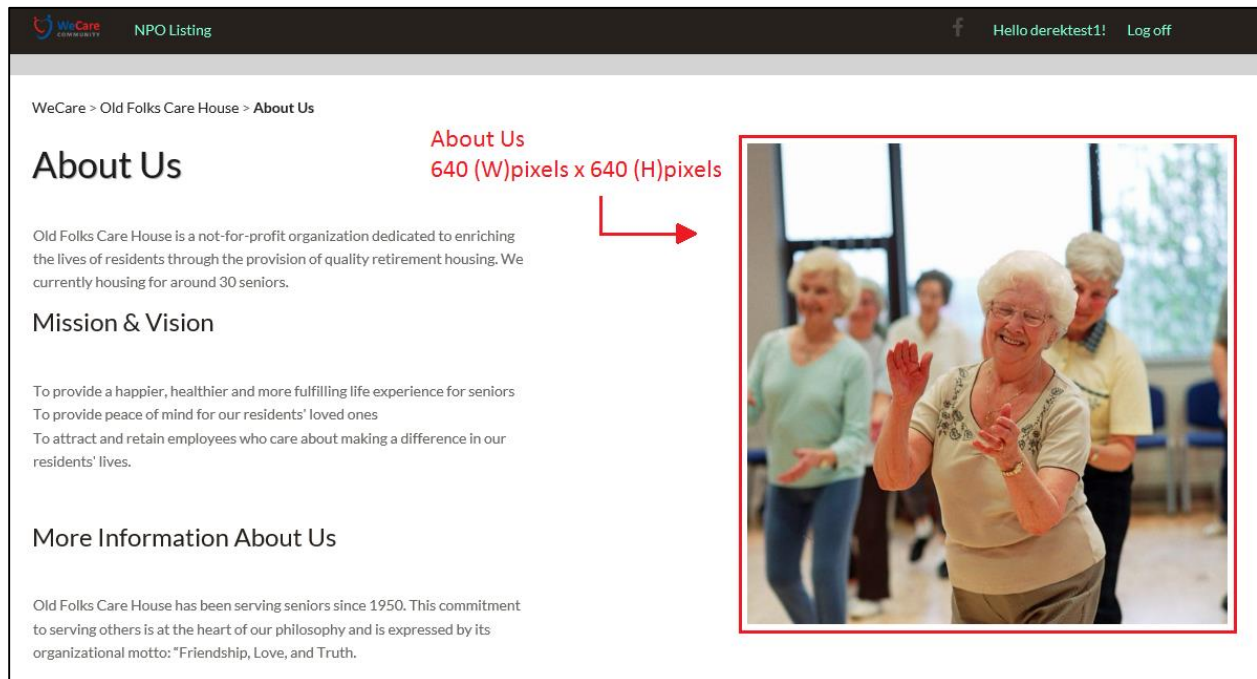 WeCare
COMMUNITY
NPO Listing
Hello derektest1!
Log off
WeCare > Old Folks Care House > About Us
About Us
About Us
640 (W)pixels x 640 (H)pixels
Old Folks Care House is a not-for-profit organization dedicated to enriching
the lives of residents through the provision of quality retirement housing. We
currently housing for around 30 seniors.
Mission & Vision
To provide a happier, healthier and more fulfilling life experience for seniors
To provide peace of mind for our residents' loved ones
To attract and retain employees who care about making a difference in our
residents' lives.
More Information About Us
Old Folks Care House has been serving seniors since 1950. This commitment
to serving others is at the heart of our philosophy and is expressed by its
organizational motto: "Friendship, Love, and Truth.